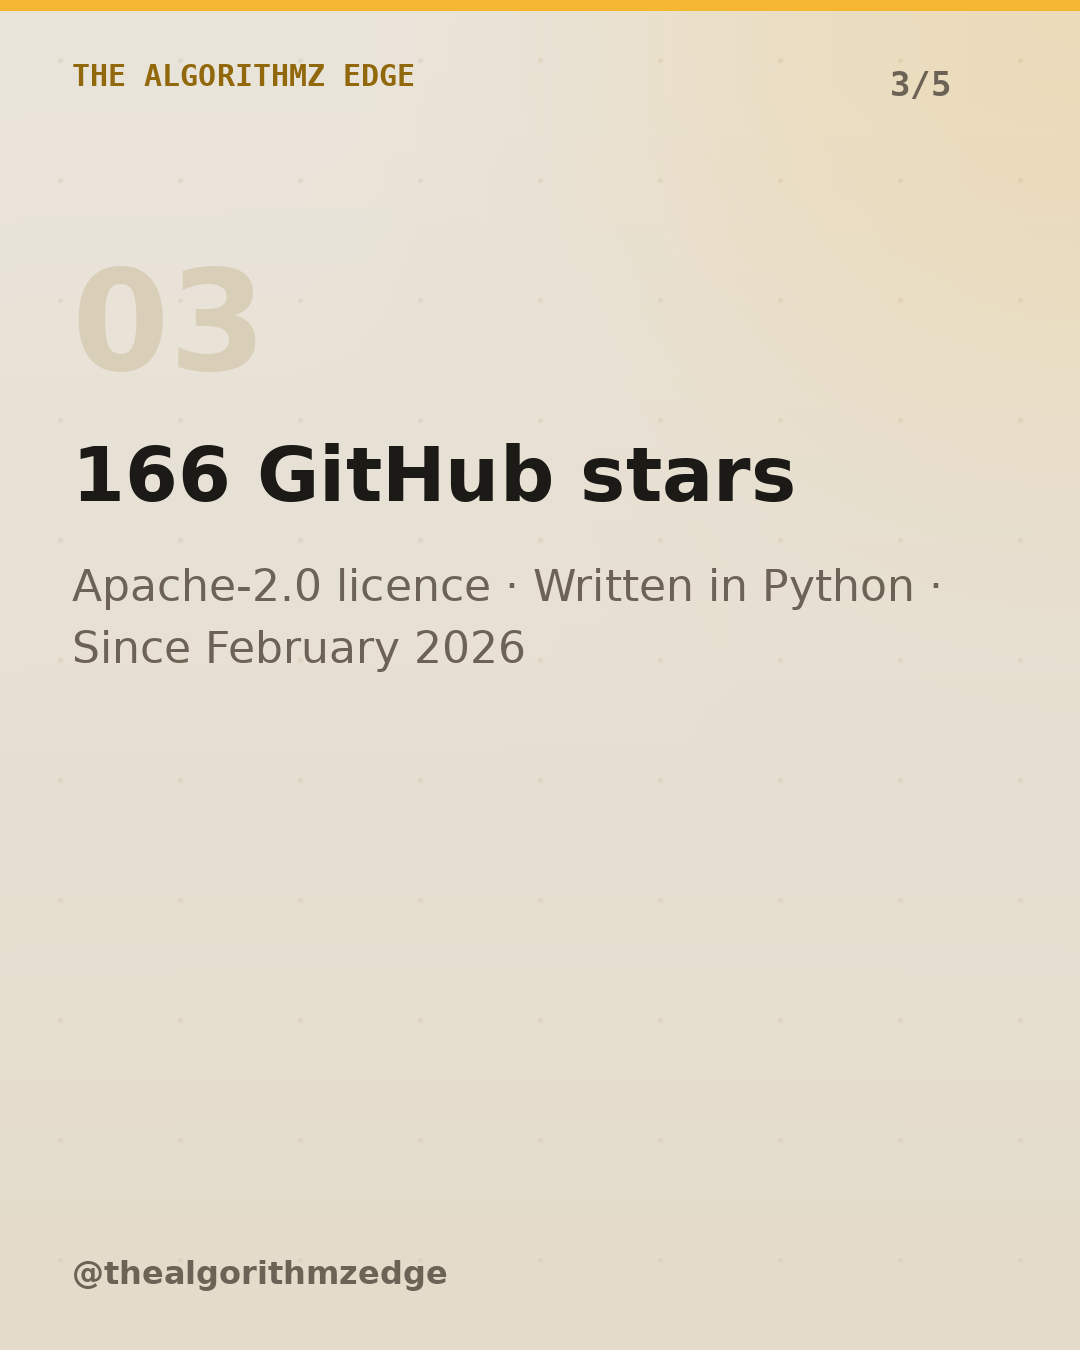 THE ALGORITHMZ EDGE
3/5
03
166 GitHub stars
Apache-2.0 licence · Written in Python ·
Since February 2026
@thealgorithmzedge